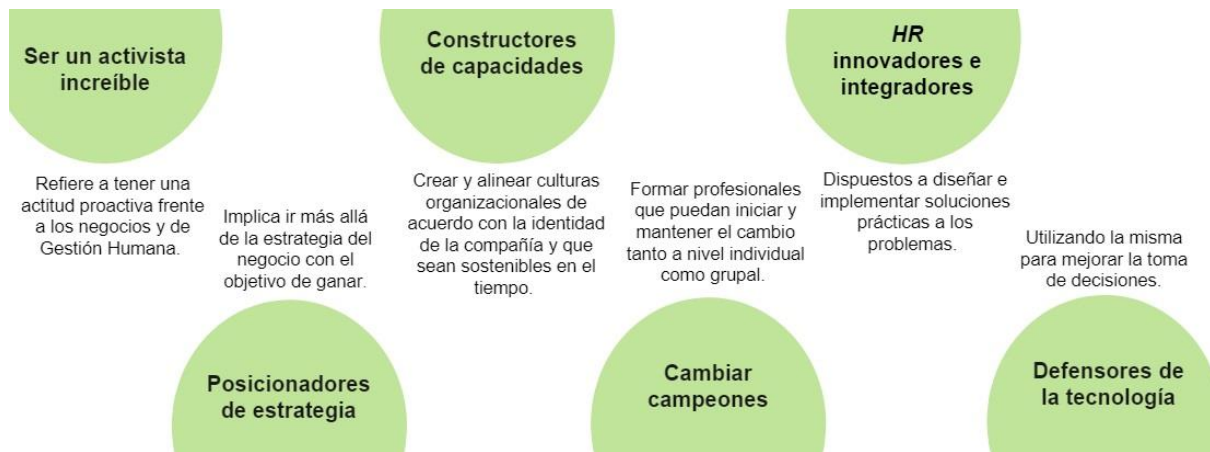 Ser un activista
increíble
Refiere a tener una
actitud proactiva frente
a los negocios y de
Gestión Humana.
Implica ir más allá
de la estrategia del
negocio con el
objetivo de ganar.
Posicionadores
de estrategia
Constructores
de capacidades
Crear y alinear culturas
organizacionales de
acuerdo con la identidad
de la compañía y que
sean sostenibles en el
tiempo.
Formar profesionales
que puedan iniciar y
mantener el cambio
tanto a nivel individual
como grupal.
Cambiar
campeones
HR
innovadores e
integradores
Dispuestos a diseñar e
implementar soluciones
prácticas a los
problemas.
Utilizando la misma
para mejorar la toma
de decisiones.
Defensores de
la tecnología